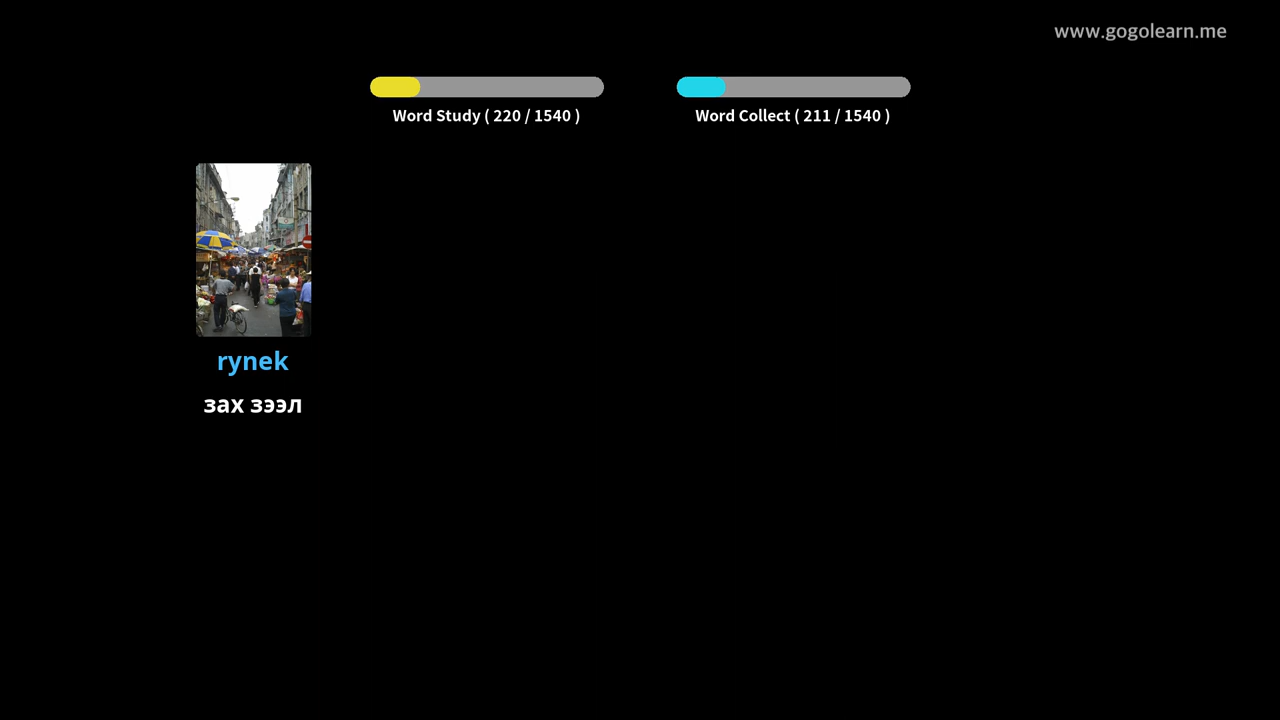 www.gogolearn.me
Word Study ( 220 / 1540 )
Word Collect ( 211 / 1540 )
rynek
зах зээл